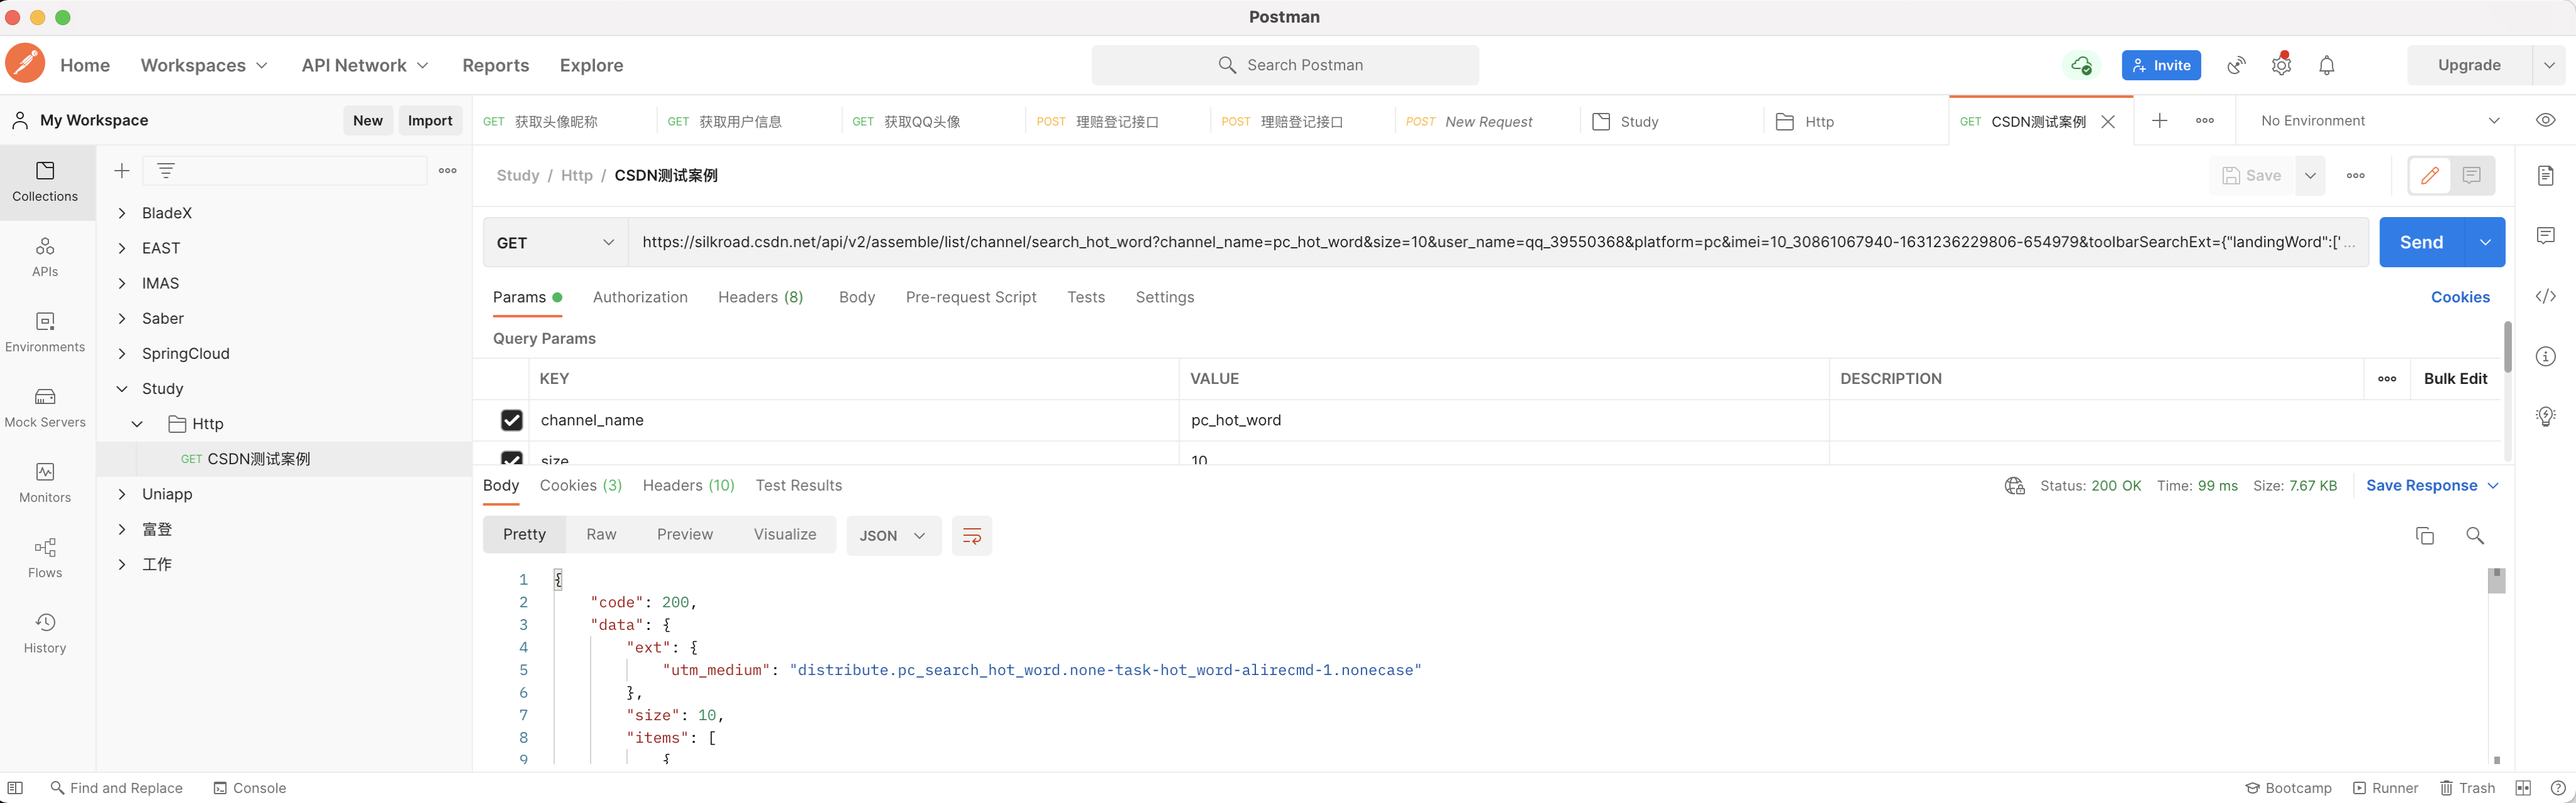 Postman
Home Workspaces API Network Reports Explore Search Postman Invite Upgrade
My Workspace New Import GET 获取头像昵称 GET 获取用户信息 GET 获取QQ头像 POST 理赔登记接口 POST 理赔登记接口 POST New Request Study Http GET CSDN测试案例 No Environment
Collections
APIs
Environments
Mock Servers
Monitors
Flows
History
BladeX
EAST
IMAS
Saber
SpringCloud
Study
Http
GET CSDN测试案例
Uniapp
富登
工作
Study / Http / CSDN测试案例 Save
GET https://silkroad.csdn.net/api/v2/assemble/list/channel/search_hot_word?channel_name=pc_hot_word&size=10&user_name=qq_39550368&platform=pc&imei=10_30861067940-1631236229806-654979&toolbarSearchExt={"landingWord":[' ... Send
Params Authorization Headers (8) Body Pre-request Script Tests Settings Cookies
Query Params
KEY VALUE DESCRIPTION Bulk Edit
channel_name pc_hot_word
size 10
Body Cookies (3) Headers (10) Test Results Status: 200 OK Time: 99 ms Size: 7.67 KB Save Response
Pretty Raw Preview Visualize JSON
1 {
2 "code": 200,
3 "data": {
4 "ext": {
5 "utm_medium": "distribute.pc_search_hot_word.none-task-hot_word-alirecmd-1.nonecase"
6 },
7 "size": 10,
8 "items": [
9 {
Find and Replace Console Bootcamp Runner Trash